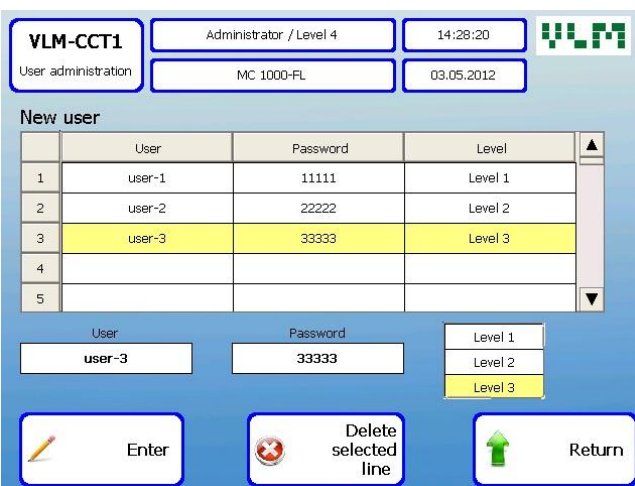 VLM-CCT1
User administration
Administrator / Level 4
14:28:20
VLM
MC 1000-FL
03.05.2012
New user
User Password Level
1 user-1 11111 Level 1
2 user-2 22222 Level 2
3 user-3 33333 Level 3
4
5
User Password
user-3 33333
Level 1
Level 2
Level 3
Enter
Delete
selected
line
Return